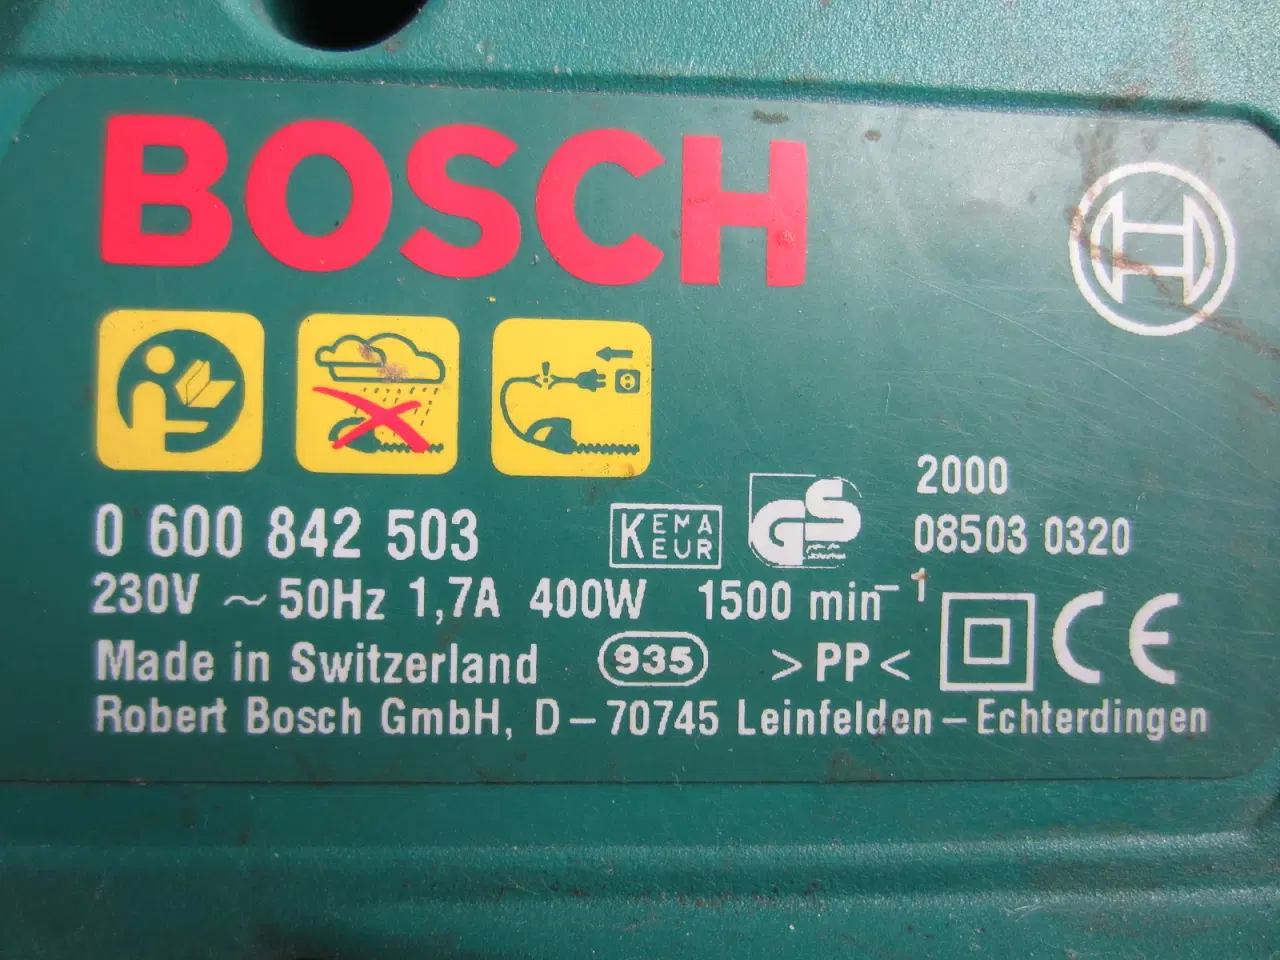 BOSCH
2000
0 600 842 503 KEMA EUR GS 08503 0320
230V ~ 50Hz 1,7A 400W 1500 min⁻¹
Made in Switzerland 935 >PP< CE
Robert Bosch GmbH, D – 70745 Leinfelden – Echterdingen